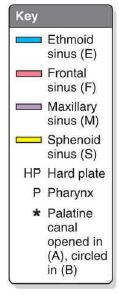 Key
Ethmoid
sinus (E)
Frontal
sinus (F)
Maxillary
sinus (M)
Sphenoid
sinus (S)
HP Hard plate
P Pharynx
* Palatine
canal
opened in
(A), circled
in (B)